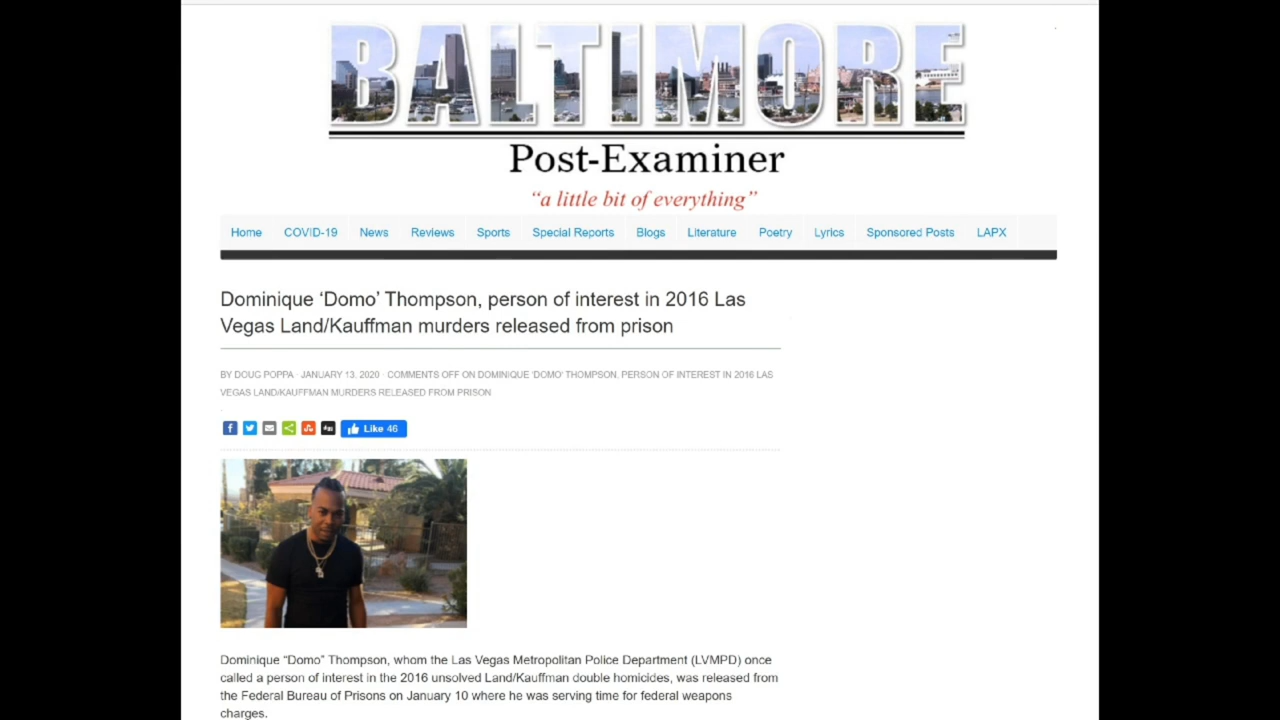 BALTIMORE
Post-Examiner
“a little bit of everything”
Home COVID-19 News Reviews Sports Special Reports Blogs Literature Poetry Lyrics Sponsored Posts LAPX
Dominique ‘Domo’ Thompson, person of interest in 2016 Las
Vegas Land/Kauffman murders released from prison
BY DOUG POPPA · JANUARY 13, 2020 · COMMENTS OFF ON DOMINIQUE ‘DOMO’ THOMPSON, PERSON OF INTEREST IN 2016 LAS
VEGAS LAND/KAUFFMAN MURDERS RELEASED FROM PRISON
Like 46
Dominique “Domo” Thompson, whom the Las Vegas Metropolitan Police Department (LVMPD) once
called a person of interest in the 2016 unsolved Land/Kauffman double homicides, was released from
the Federal Bureau of Prisons on January 10 where he was serving time for federal weapons
charges.